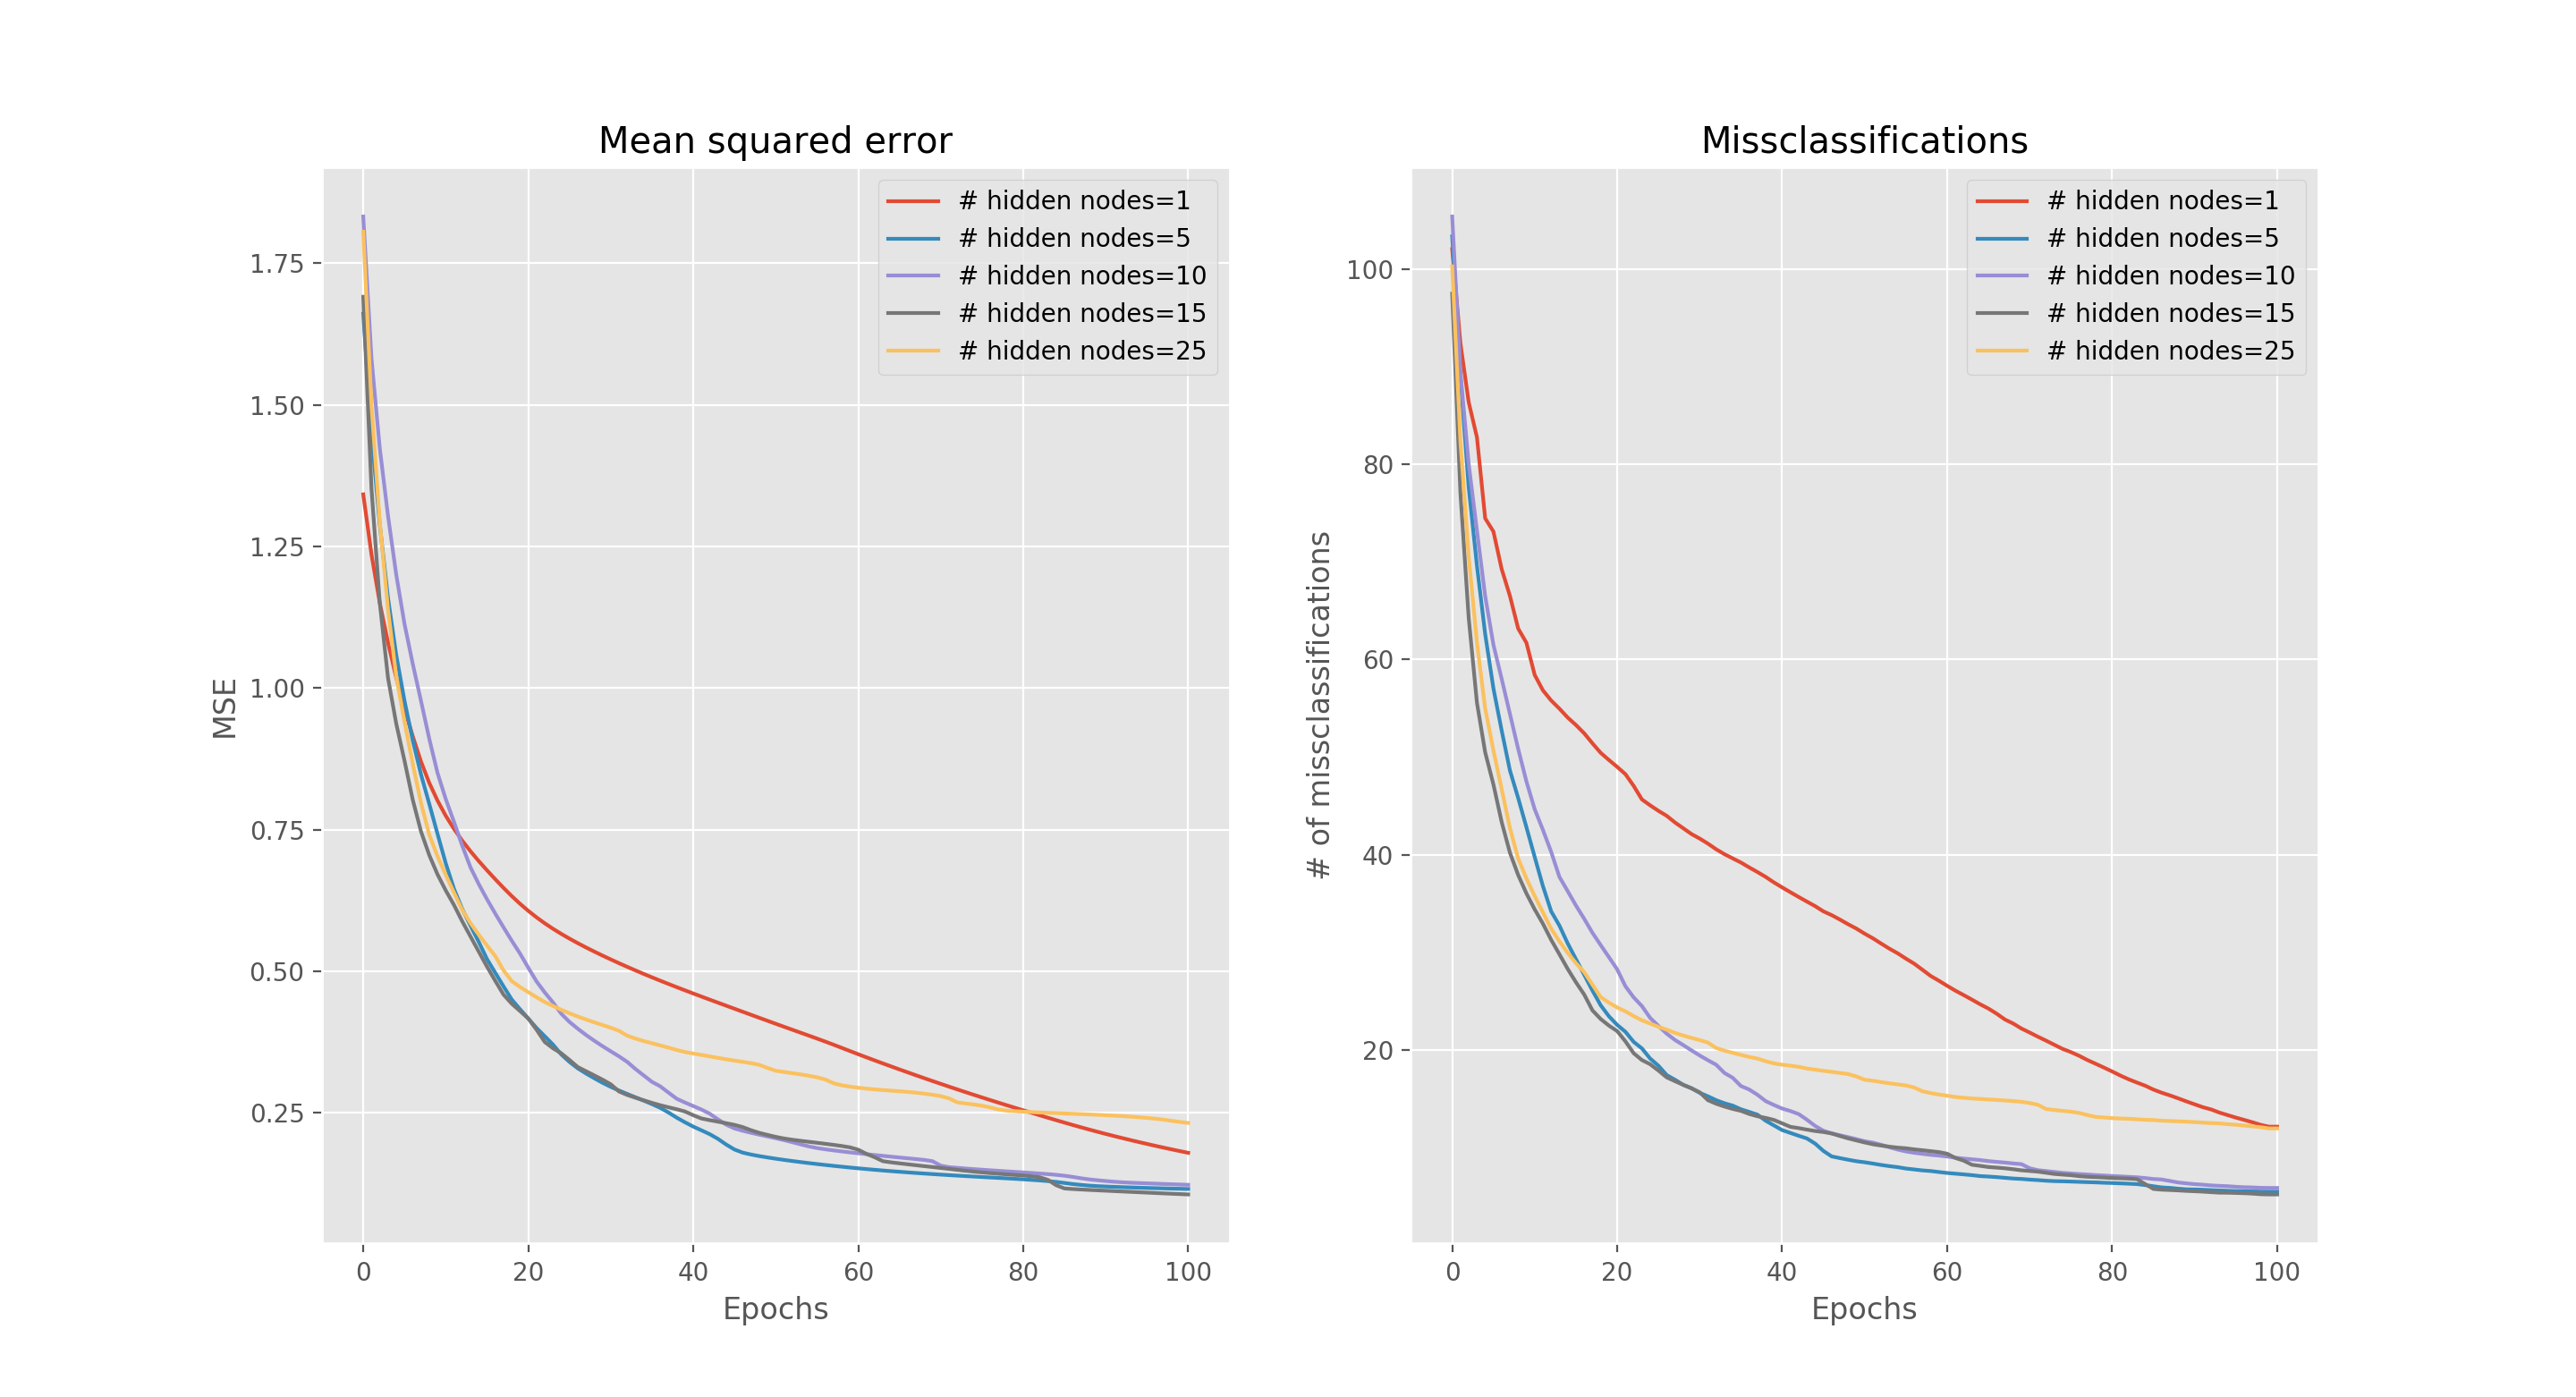 Mean squared error
# hidden nodes=1
# hidden nodes=5
# hidden nodes=10
# hidden nodes=15
# hidden nodes=25
1.75
1.50
1.25
1.00
0.75
0.50
0.25
MSE
0 20 40 60 80 100
Epochs
Missclassifications
# hidden nodes=1
# hidden nodes=5
# hidden nodes=10
# hidden nodes=15
# hidden nodes=25
100
80
60
40
20
# of missclassifications
0 20 40 60 80 100
Epochs